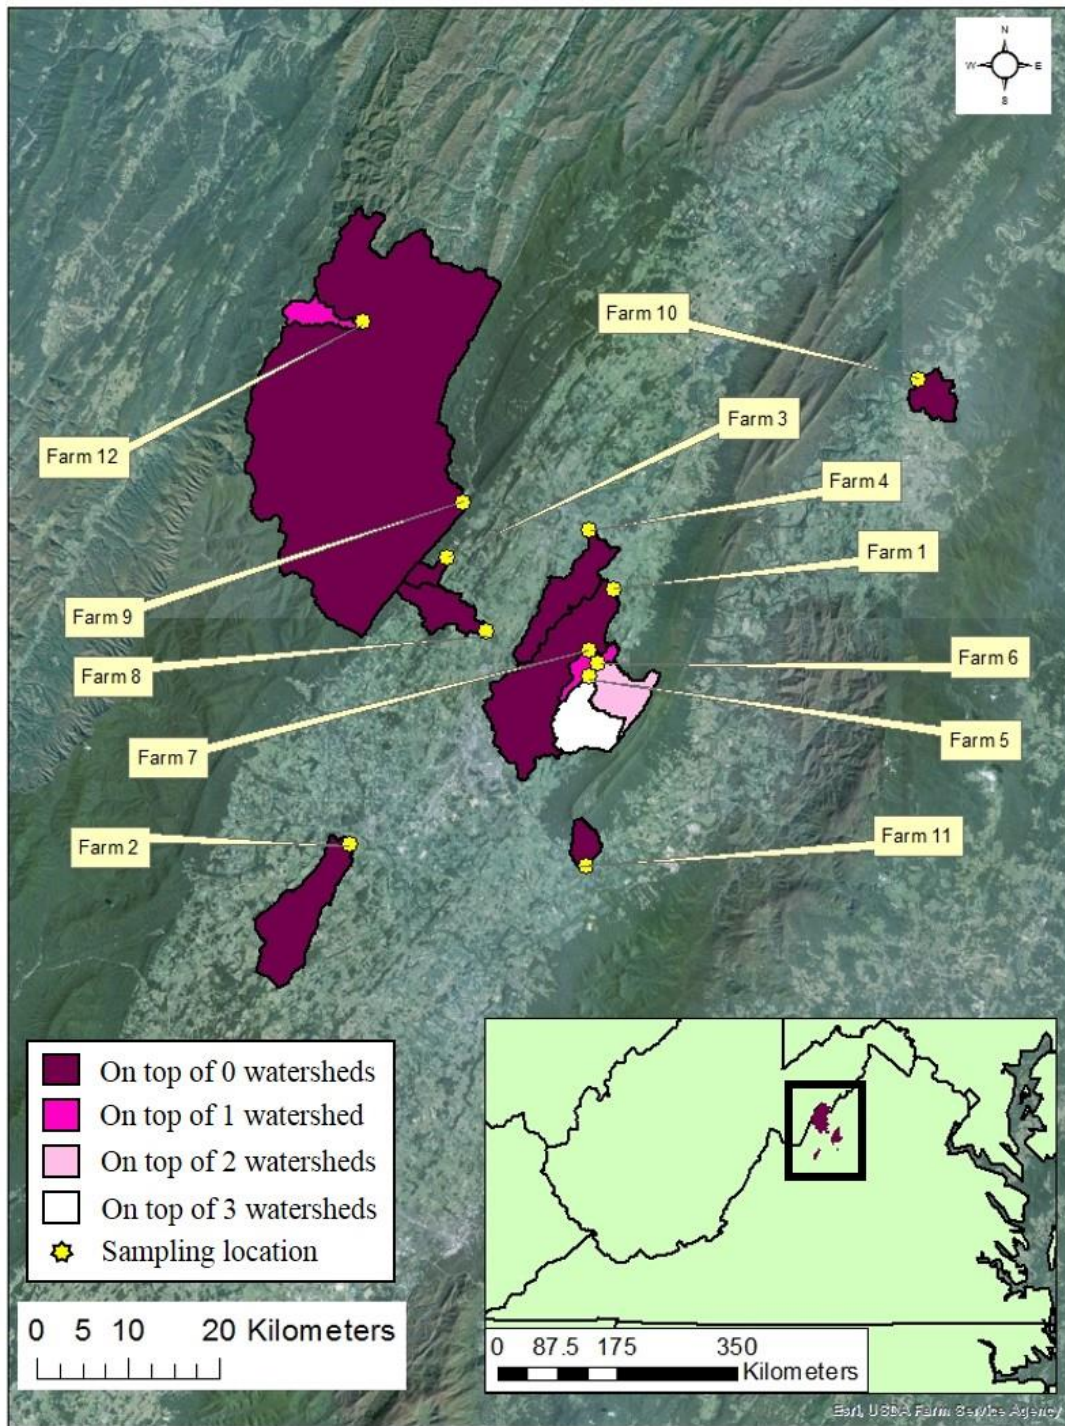 N
W E
S
Farm 10
Farm 3
Farm 12
Farm 4
Farm 1
Farm 9
Farm 6
Farm 8
Farm 5
Farm 7
Farm 11
Farm 2
On top of 0 watersheds
On top of 1 watershed
On top of 2 watersheds
On top of 3 watersheds
Sampling location
0 5 10 20 Kilometers
0 87.5 175 350
Kilometers
Esri, USDA Farm Service Agency